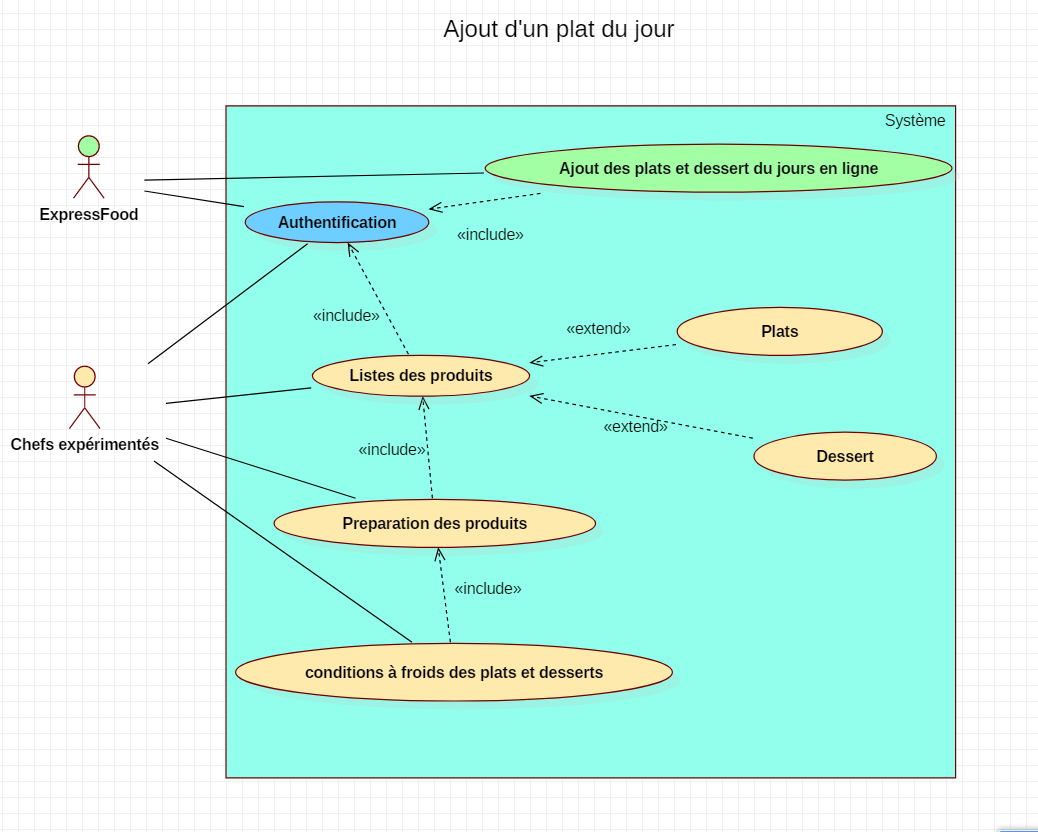 Ajout d'un plat du jour
Système
Ajout des plats et dessert du jours en ligne
ExpressFood
Authentification
«include»
«include»
«extend»
Plats
Listes des produits
«extend»
Chefs expérimentés
«include»
Dessert
Preparation des produits
«include»
conditions à froids des plats et desserts